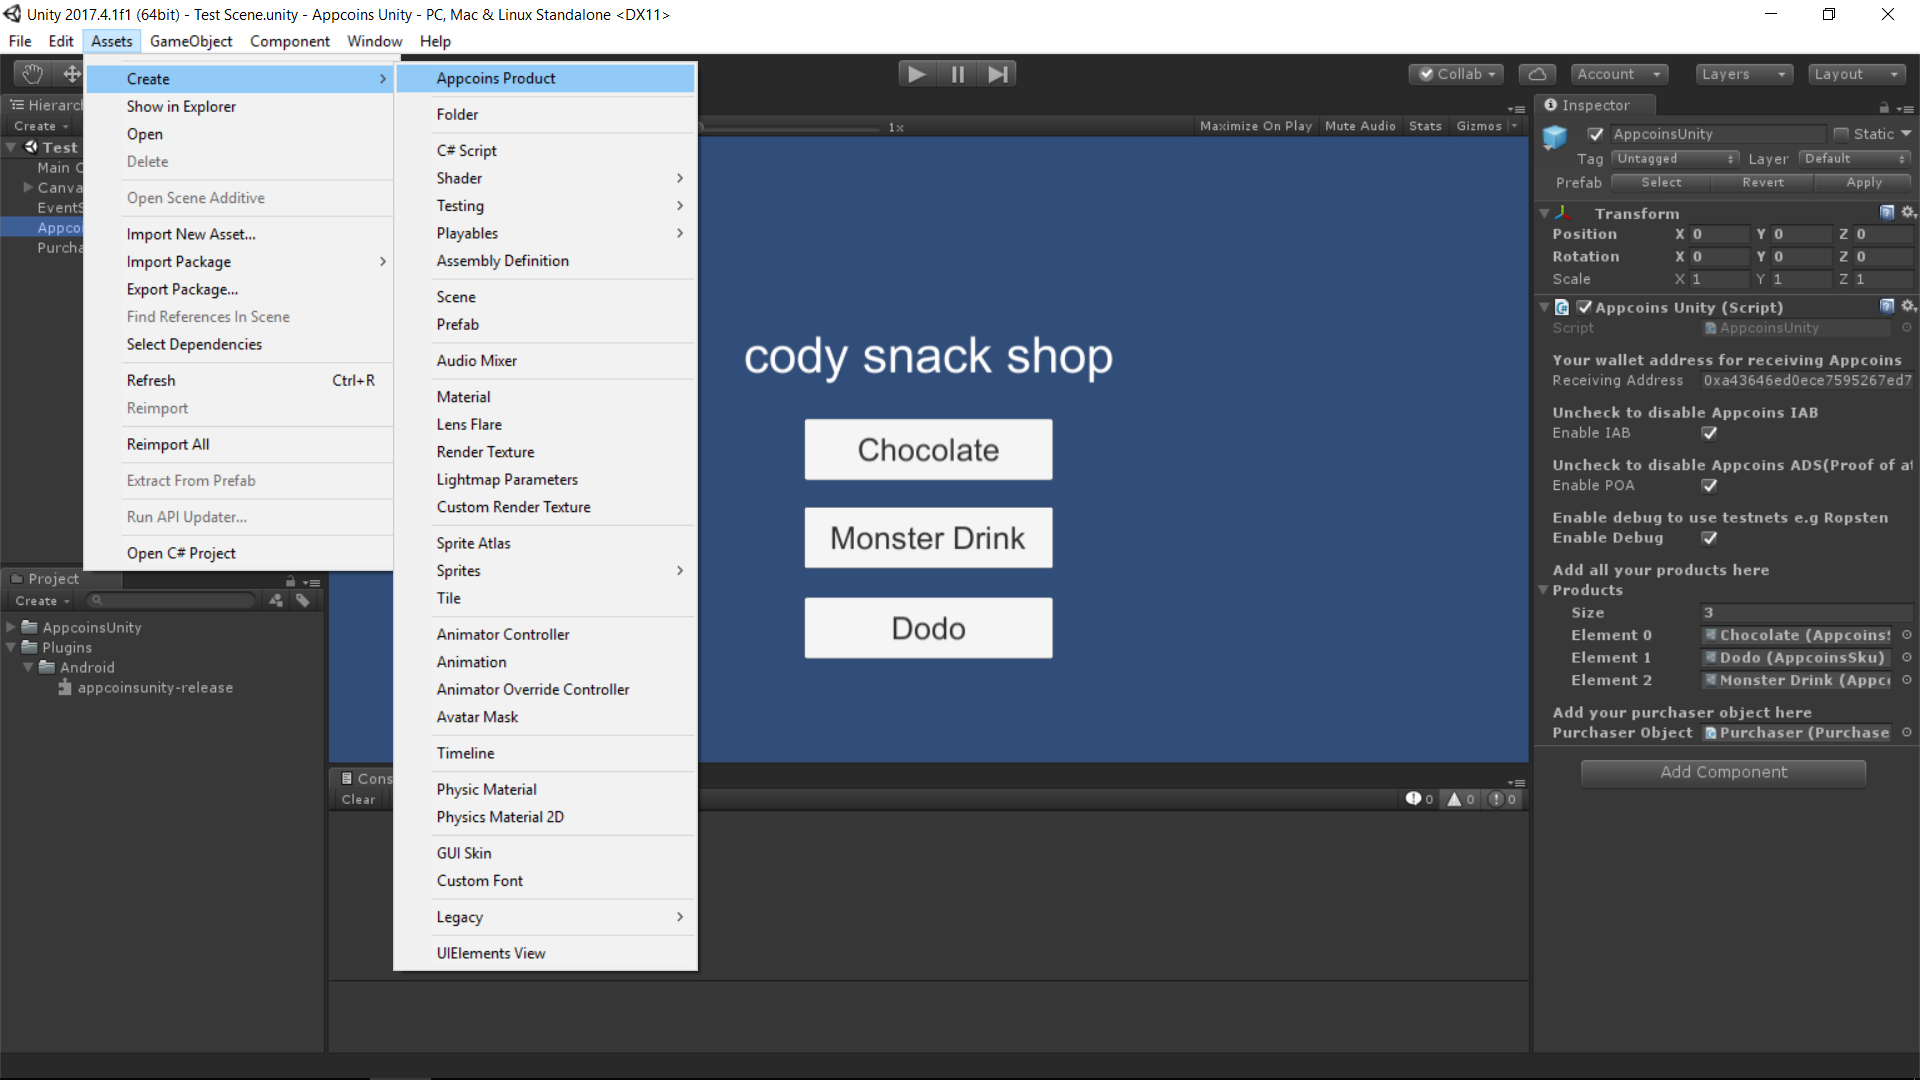 Unity 2017.4.1f1 (64bit) - Test Scene.unity - Appcoins Unity - PC, Mac & Linux Standalone <DX11>
File Edit Assets GameObject Component Window Help
Collab Account Layers Layout
Create
Show in Explorer
Open
Delete
Open Scene Additive
Import New Asset...
Import Package
Export Package...
Find References In Scene
Select Dependencies
Refresh Ctrl+R
Reimport
Reimport All
Extract From Prefab
Run API Updater...
Open C# Project
Appcoins Product
Folder
C# Script
Shader
Testing
Playables
Assembly Definition
Scene
Prefab
Audio Mixer
Material
Lens Flare
Render Texture
Lightmap Parameters
Custom Render Texture
Sprite Atlas
Sprites
Tile
Animator Controller
Animation
Animator Override Controller
Avatar Mask
Timeline
Physic Material
Physics Material 2D
GUI Skin
Custom Font
Legacy
UIElements View
Hierarc
Create
Test
Main C
Canva
EventS
Appco
Purcha
Project
Create
AppcoinsUnity
Plugins
Android
appcoinsunity-release
1x Maximize On Play Mute Audio Stats Gizmos
cody snack shop
Chocolate
Monster Drink
Dodo
Cons
Clear 0 0 0
Inspector
AppcoinsUnity Static
Tag Untagged Layer Default
Prefab Select Revert Apply
Transform
Position X 0 Y 0 Z 0
Rotation X 0 Y 0 Z 0
Scale X 1 Y 1 Z 1
Appcoins Unity (Script)
Script AppcoinsUnity
Your wallet address for receiving Appcoins
Receiving Address 0xa43646ed0ece7595267ed7
Uncheck to disable Appcoins IAB
Enable IAB
Uncheck to disable Appcoins ADS(Proof of at
Enable POA
Enable debug to use testnets e.g Ropsten
Enable Debug
Add all your products here
Products
Size 3
Element 0 Chocolate (AppcoinsS
Element 1 Dodo (AppcoinsSku)
Element 2 Monster Drink (Appco
Add your purchaser object here
Purchaser Object Purchaser (Purchase
Add Component